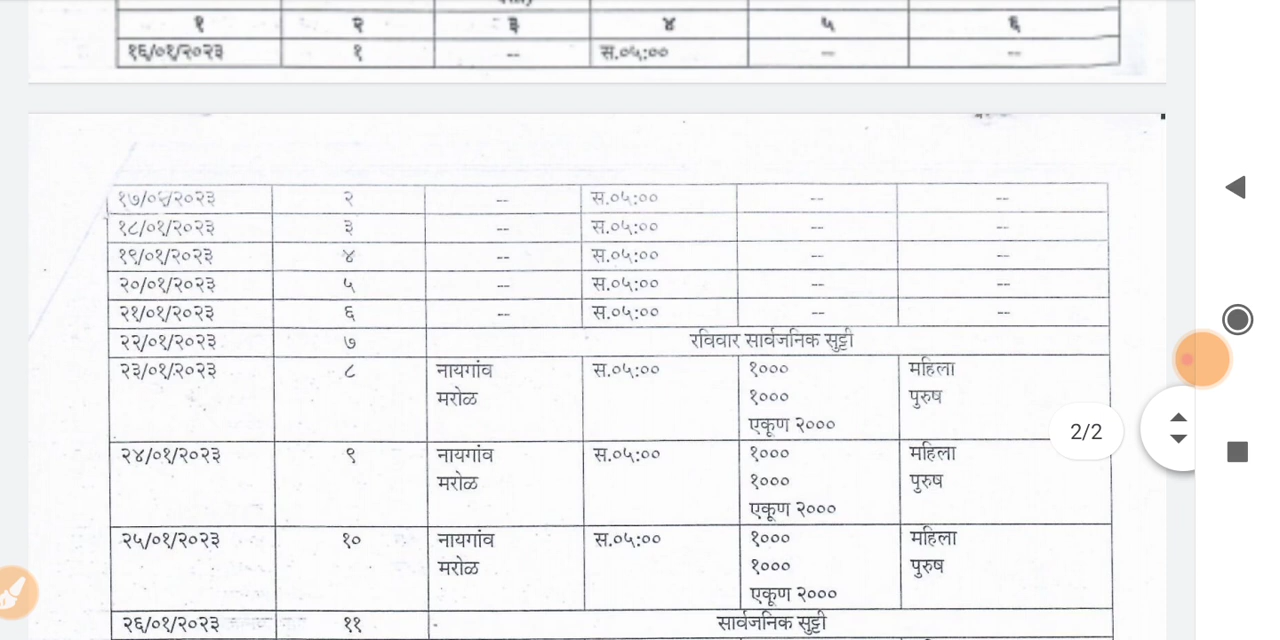 १ २ ३ ४ ५ ६
१६/०१/२०२३ १ -- स.०५:०० -- --
१७/०१/२०२३ २ -- स.०५:०० -- --
१८/०१/२०२३ ३ -- स.०५:०० -- --
१९/०१/२०२३ ४ -- स.०५:०० -- --
२०/०१/२०२३ ५ -- स.०५:०० -- --
२१/०१/२०२३ ६ -- स.०५:०० -- --
२२/०१/२०२३ ७ रविवार सार्वजनिक सुट्टी
२३/०१/२०२३ ८ नायगांव स.०५:०० १००० महिला
मरोळ १००० पुरुष
एकूण २०००
2/2
२४/०१/२०२३ ९ नायगांव स.०५:०० १००० महिला
मरोळ १००० पुरुष
एकूण २०००
२५/०१/२०२३ १० नायगांव स.०५:०० १००० महिला
मरोळ १००० पुरुष
एकूण २०००
२६/०१/२०२३ ११ - सार्वजनिक सुट्टी